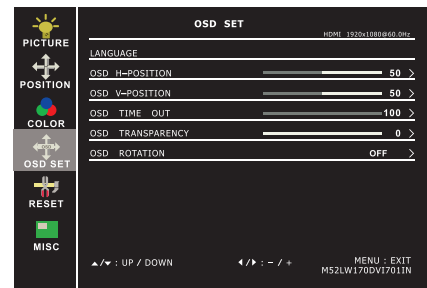 PICTURE
POSITION
COLOR
OSD
OSD SET
RESET
MISC
OSD SET
HDMI 1920x1080@60.0Hz
LANGUAGE
OSD H-POSITION 50 >
OSD V-POSITION 50 >
OSD TIME OUT 100 >
OSD TRANSPARENCY 0 >
OSD ROTATION OFF >
▲/▼ : UP / DOWN ◀/▶ : - / + MENU : EXIT
M52LW170DVI701IN